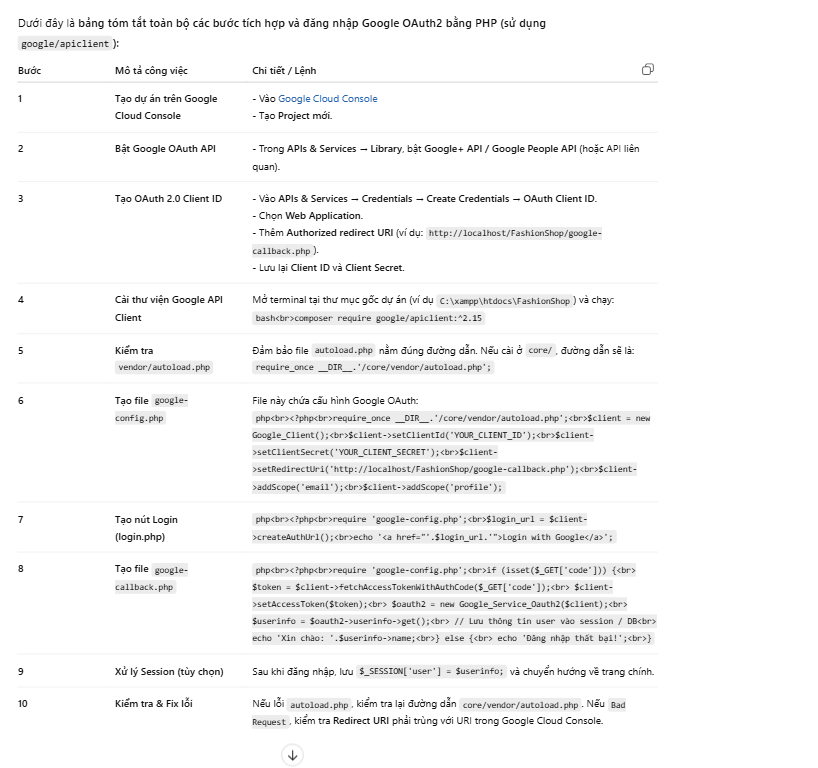 Dưới đây là bảng tóm tắt toàn bộ các bước tích hợp và đăng nhập Google OAuth2 bằng PHP (sử dụng
google/apiclient ):
Bước Mô tả công việc Chi tiết / Lệnh
1 Tạo dự án trên Google - Vào Google Cloud Console
Cloud Console - Tạo Project mới.
2 Bật Google OAuth API - Trong APIs & Services → Library, bật Google+ API / Google People API (hoặc API liên
quan).
3 Tạo OAuth 2.0 Client ID - Vào APIs & Services → Credentials → Create Credentials → OAuth Client ID.
- Chọn Web Application.
- Thêm Authorized redirect URI (ví dụ: http://localhost/FashionShop/google-
callback.php ).
- Lưu lại Client ID và Client Secret.
4 Cài thư viện Google API Mở terminal tại thư mục gốc dự án (ví dụ C:\xampp\htdocs\FashionShop ) và chạy:
Client bash<br>composer require google/apiclient:^2.15
5 Kiểm tra Đảm bảo file autoload.php nằm đúng đường dẫn. Nếu cài ở core/ , đường dẫn sẽ là:
vendor/autoload.php require_once __DIR__.'/core/vendor/autoload.php';
6 Tạo file google- File này chứa cấu hình Google OAuth:
config.php php<br><?php<br>require_once __DIR__.'/core/vendor/autoload.php';<br>$client = new
Google_Client();<br>$client->setClientId('YOUR_CLIENT_ID');<br>$client-
>setClientSecret('YOUR_CLIENT_SECRET');<br>$client-
>setRedirectUri('http://localhost/FashionShop/google-callback.php');<br>$client-
>addScope('email');<br>$client->addScope('profile');
7 Tạo nút Login php<br><?php<br>require 'google-config.php';<br>$login_url = $client-
(login.php) >createAuthUrl();<br>echo '<a href="'.$login_url.'">Login with Google</a>';
8 Tạo file google- php<br><?php<br>require 'google-config.php';<br>if (isset($_GET['code'])) {<br>
callback.php $token = $client->fetchAccessTokenWithAuthCode($_GET['code']);<br> $client-
>setAccessToken($token);<br> $oauth2 = new Google_Service_Oauth2($client);<br>
$userinfo = $oauth2->userinfo->get();<br> // Lưu thông tin user vào session / DB<br>
echo 'Xin chào: '.$userinfo->name;<br>} else {<br> echo 'Đăng nhập thất bại!';<br>}
9 Xử lý Session (tùy chọn) Sau khi đăng nhập, lưu $_SESSION['user'] = $userinfo; và chuyển hướng về trang chính.
10 Kiểm tra & Fix lỗi Nếu lỗi autoload.php , kiểm tra lại đường dẫn core/vendor/autoload.php . Nếu Bad
Request , kiểm tra Redirect URI phải trùng với URI trong Google Cloud Console.